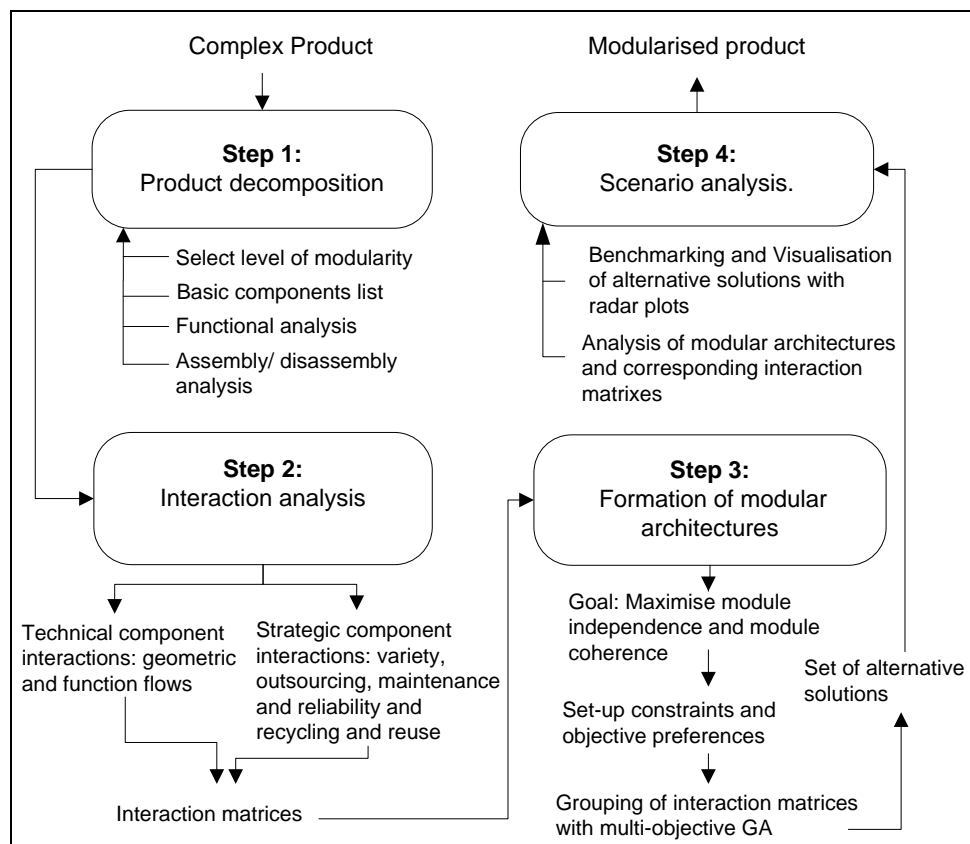 Complex Product
Step 1:
Product decomposition
Select level of modularity
Basic components list
Functional analysis
Assembly/ disassembly
analysis
Step 2:
Interaction analysis
Technical component
interactions: geometric
and function flows
Strategic component
interactions: variety,
outsourcing, maintenance
and reliability and
recycling and reuse
Interaction matrices
Modularised product
Step 4:
Scenario analysis.
Benchmarking and Visualisation
of alternative solutions with
radar plots
Analysis of modular architectures
and corresponding interaction
matrixes
Step 3:
Formation of modular
architectures
Goal: Maximise module
independence and module
coherence
Set-up constraints and
objective preferences
Grouping of interaction matrices
with multi-objective GA
Set of alternative
solutions